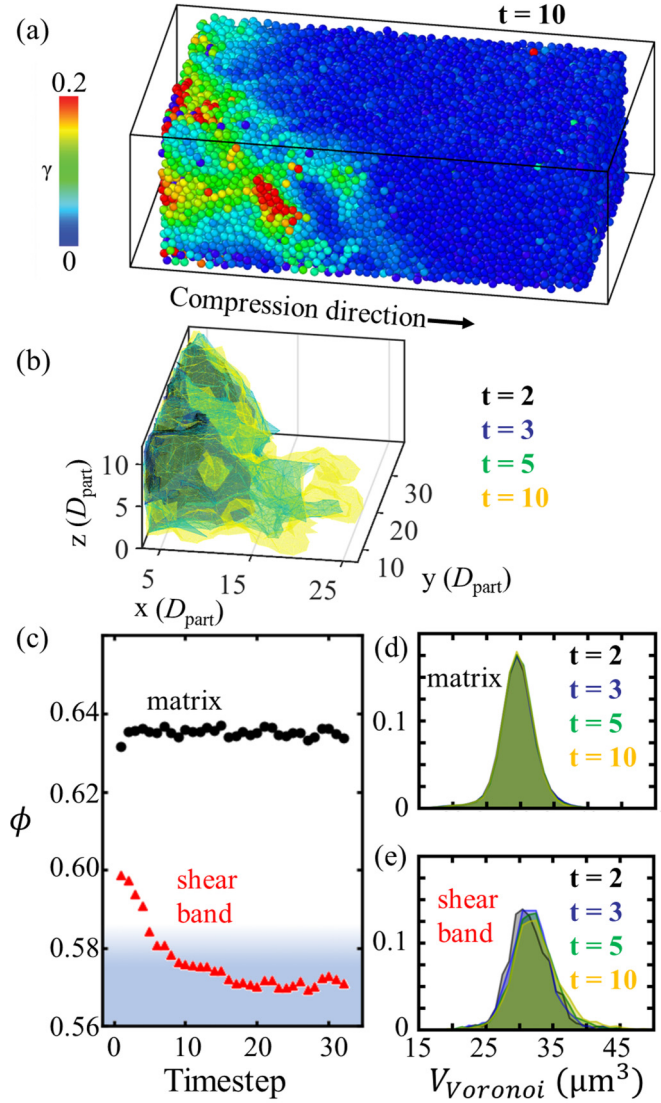 (a)
t = 10
0.2
γ
0
Compression direction
(b)
t = 2
t = 3
t = 5
t = 10
10
5
0
z (D_part)
5
15
25
x (D_part)
10
20
30
y (D_part)
(c)
matrix
0.64
0.62
ϕ
0.60
shear
band
0.58
0.56
0
10
20
30
Timestep
(d)
matrix
t = 2
t = 3
t = 5
t = 10
0.1
0
(e)
shear
band
t = 2
t = 3
t = 5
t = 10
0.1
0
15
25
35
45
V_Voronoi (μm³)